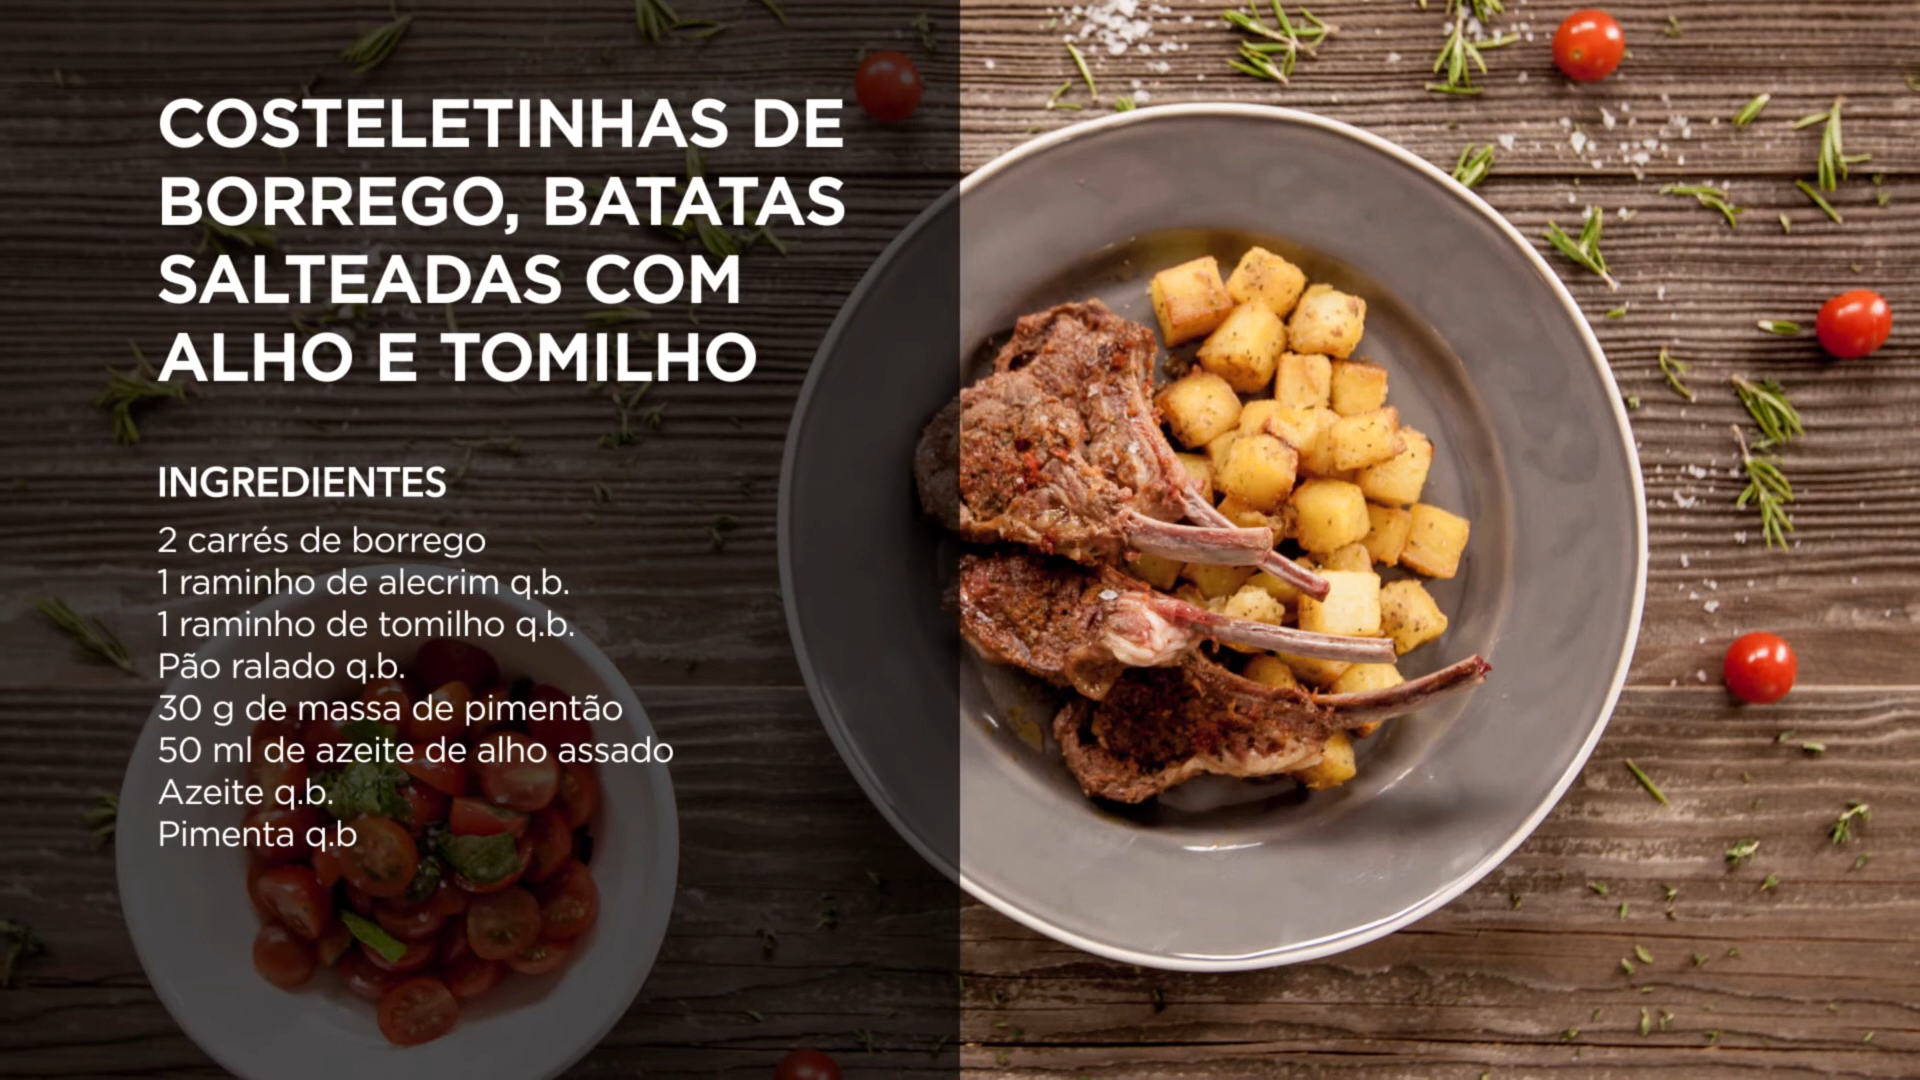 COSTELETINHAS DE
BORREGO, BATATAS
SALTEADAS COM
ALHO E TOMILHO
INGREDIENTES
2 carrés de borrego
1 raminho de alecrim q.b.
1 raminho de tomilho q.b.
Pão ralado q.b.
30 g de massa de pimentão
50 ml de azeite de alho assado
Azeite q.b.
Pimenta q.b